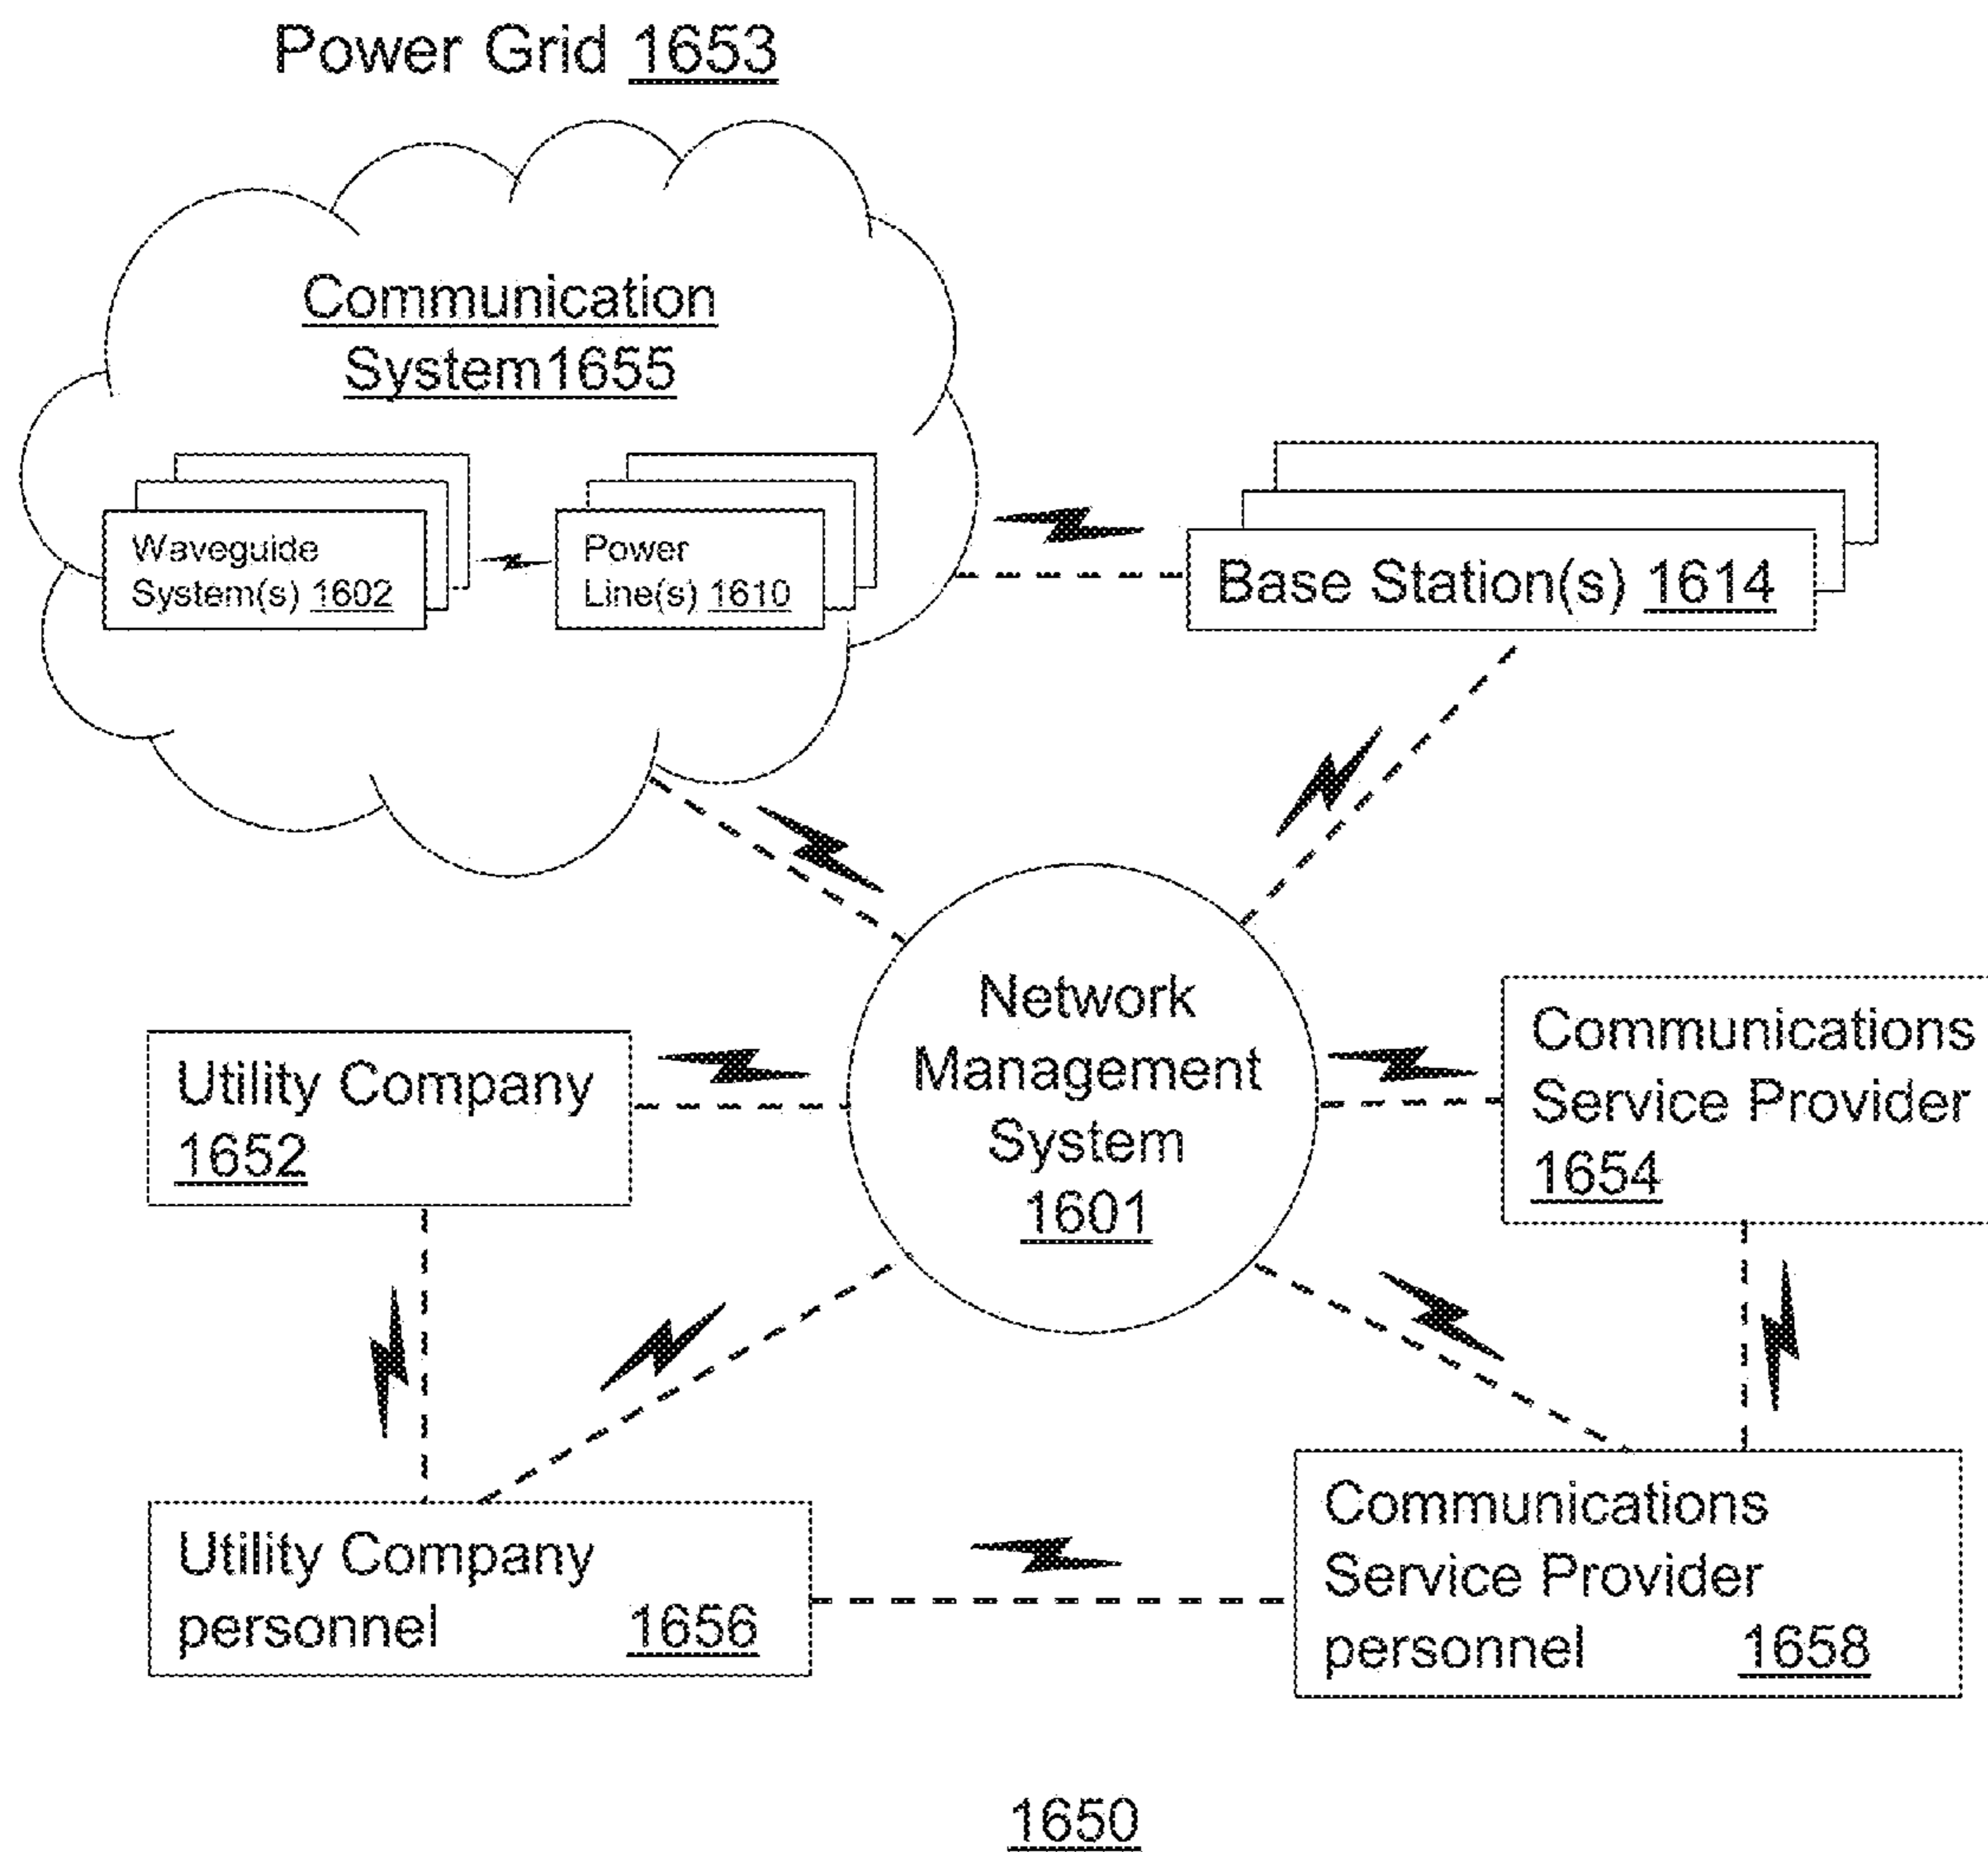 Power Grid 1653
Communication
System1655
Waveguide
System(s) 1602
Power
Line(s) 1610
Base Station(s) 1614
Network
Management
System
1601
Utility Company
1652
Communications
Service Provider
1654
Utility Company
personnel 1656
Communications
Service Provider
personnel 1658
1650